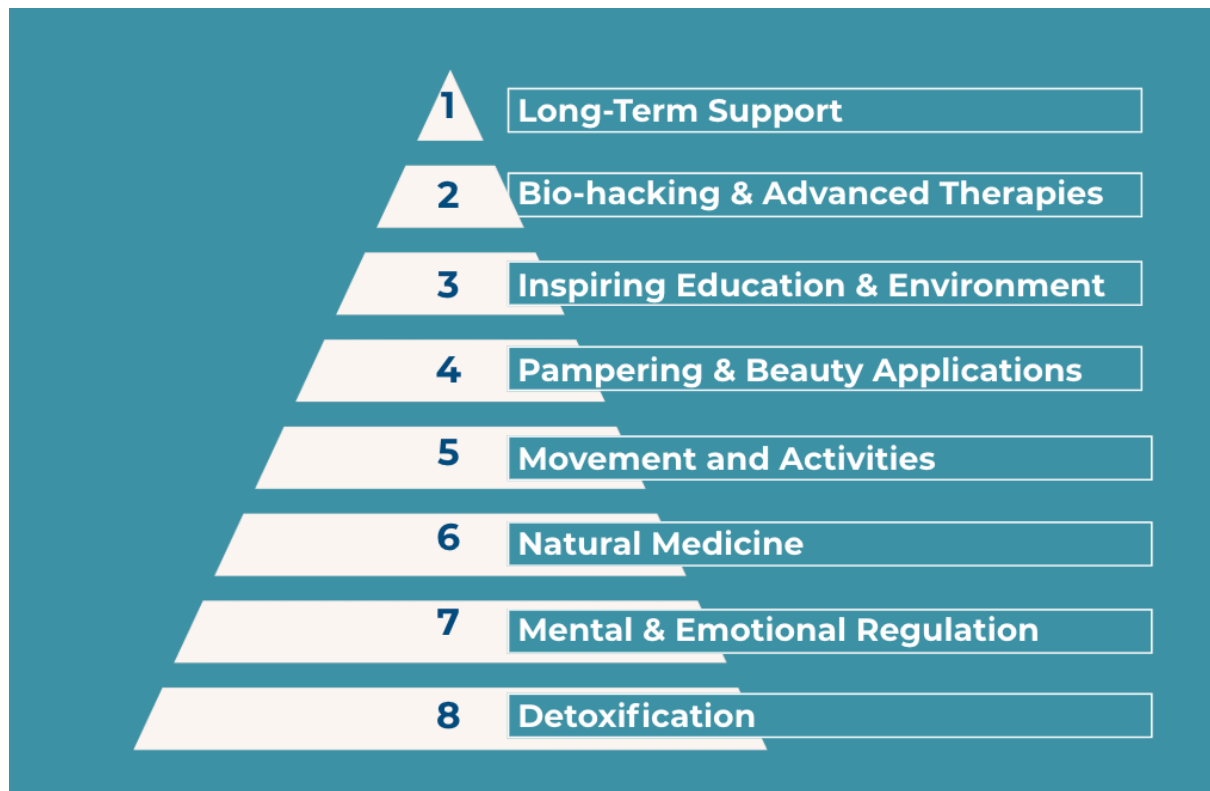 1 Long-Term Support
2 Bio-hacking & Advanced Therapies
3 Inspiring Education & Environment
4 Pampering & Beauty Applications
5 Movement and Activities
6 Natural Medicine
7 Mental & Emotional Regulation
8 Detoxification